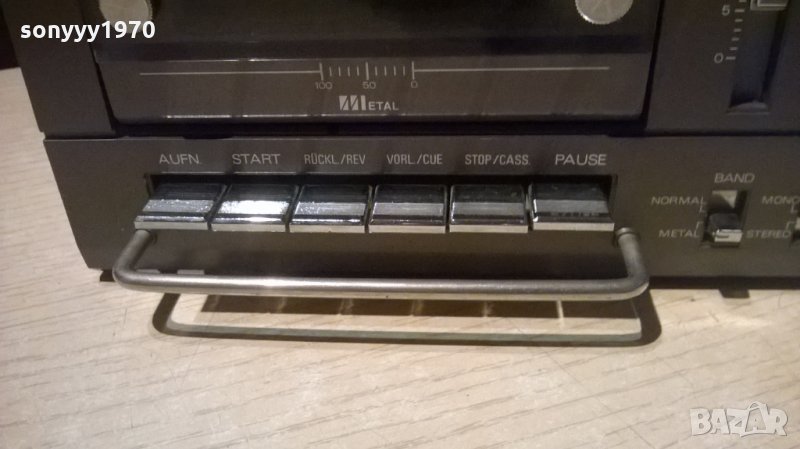 sonyyy1970
5
0
100 50 0
METAL
AUFN. START RÜCKL./REV VORL./CUE STOP/CASS. PAUSE
BAND
NORMAL MONO
METAL STEREO
BAZAR